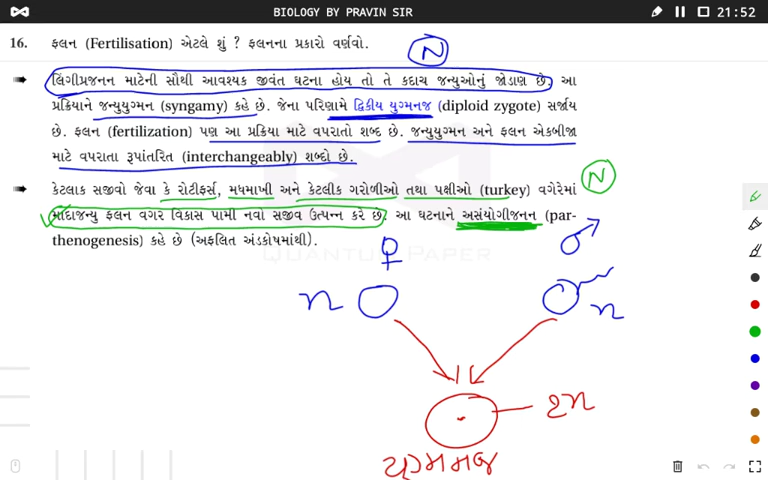 BIOLOGY BY PRAVIN SIR
21:52
16. ફલન (Fertilisation) એટલે શું ? ફલનના પ્રકારો વર્ણવો.
N
લિંગીપ્રજનન માટેની સૌથી આવશ્યક જીવંત ઘટના હોય તો તે કદાચ જન્યુઓનું જોડાણ છે. આ
પ્રક્રિયાને જન્યુયુગ્મન (syngamy) કહે છે. જેના પરિણામે દ્વિકીય યુગ્મનજ (diploid zygote) સર્જાય
છે. ફલન (fertilization) પણ આ પ્રક્રિયા માટે વપરાતો શબ્દ છે. જન્યુયુગ્મન અને ફલન એકબીજા
માટે વપરાતા રૂપાંતરિત (interchangeably) શબ્દો છે.
N
કેટલાક સજીવો જેવા કે રોટીફર્સ, મધમાખી અને કેટલીક ગરોળીઓ તથા પક્ષીઓ (turkey) વગેરેમાં
માદાજન્યુ ફલન વગર વિકાસ પામી નવો સજીવ ઉત્પન્ન કરે છે. આ ઘટનાને અસંયોગીજનન (par-
thenogenesis) કહે છે (અફલિત અંડકોષમાંથી).
QUANTUM PAPER
♀ ♂
n n
2n